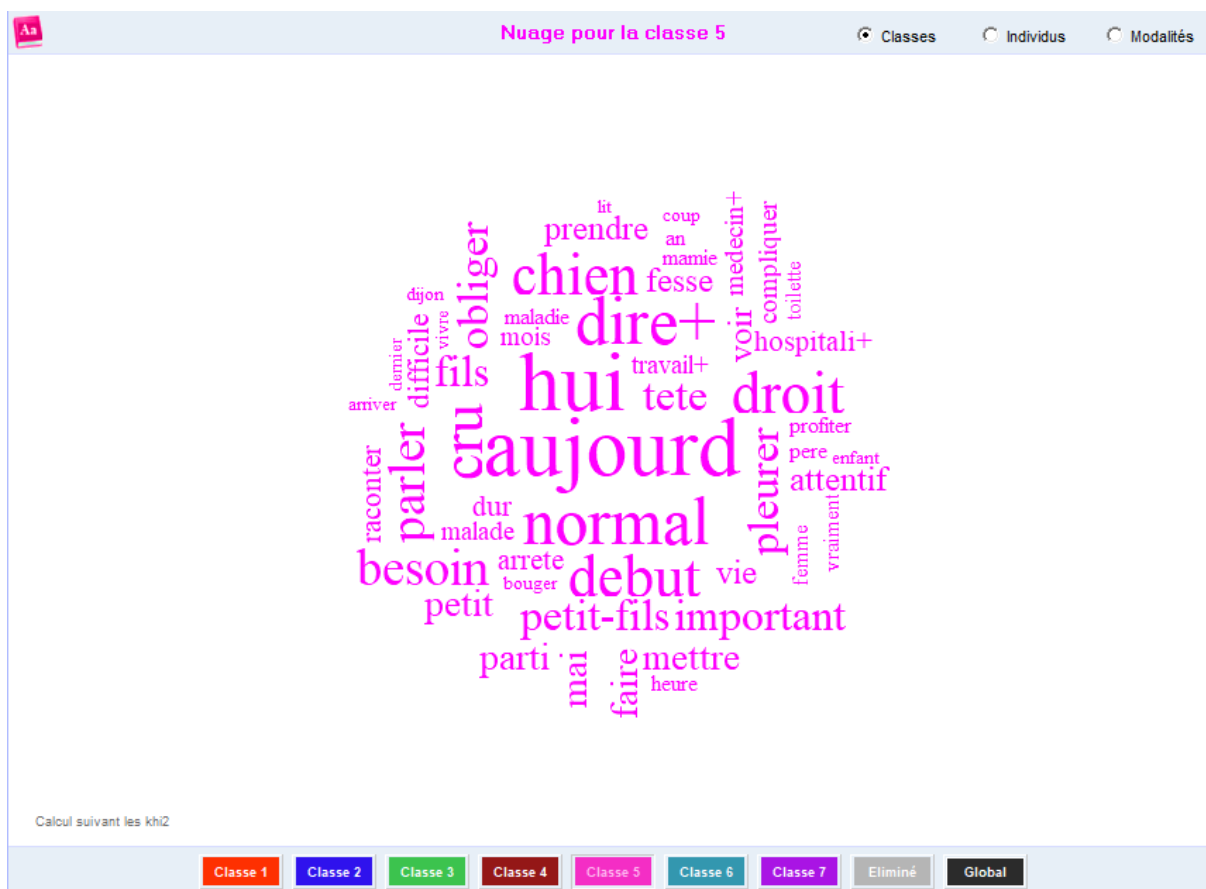 Aa
Nuage pour la classe 5
Classes
Individus
Modalités
lit
prendre
coup
an
mamie
medecin+
compliquer
toilette
obliger
chien
fesse
dijon
vivre
maladie
mois
dire+
voir
hospitali+
dernier
difficile
fils
hui
travail+
tete
droit
arriver
cru
aujourd
profiter
pere
enfant
attentif
raconter
parler
pleurer
dur
malade
normal
femme
vraiment
besoin
arrete
bouger
debut
vie
petit
petit-fils
important
parti
mai
faire
mettre
heure
Calcul suivant les khi2
Classe 1
Classe 2
Classe 3
Classe 4
Classe 5
Classe 6
Classe 7
Eliminé
Global